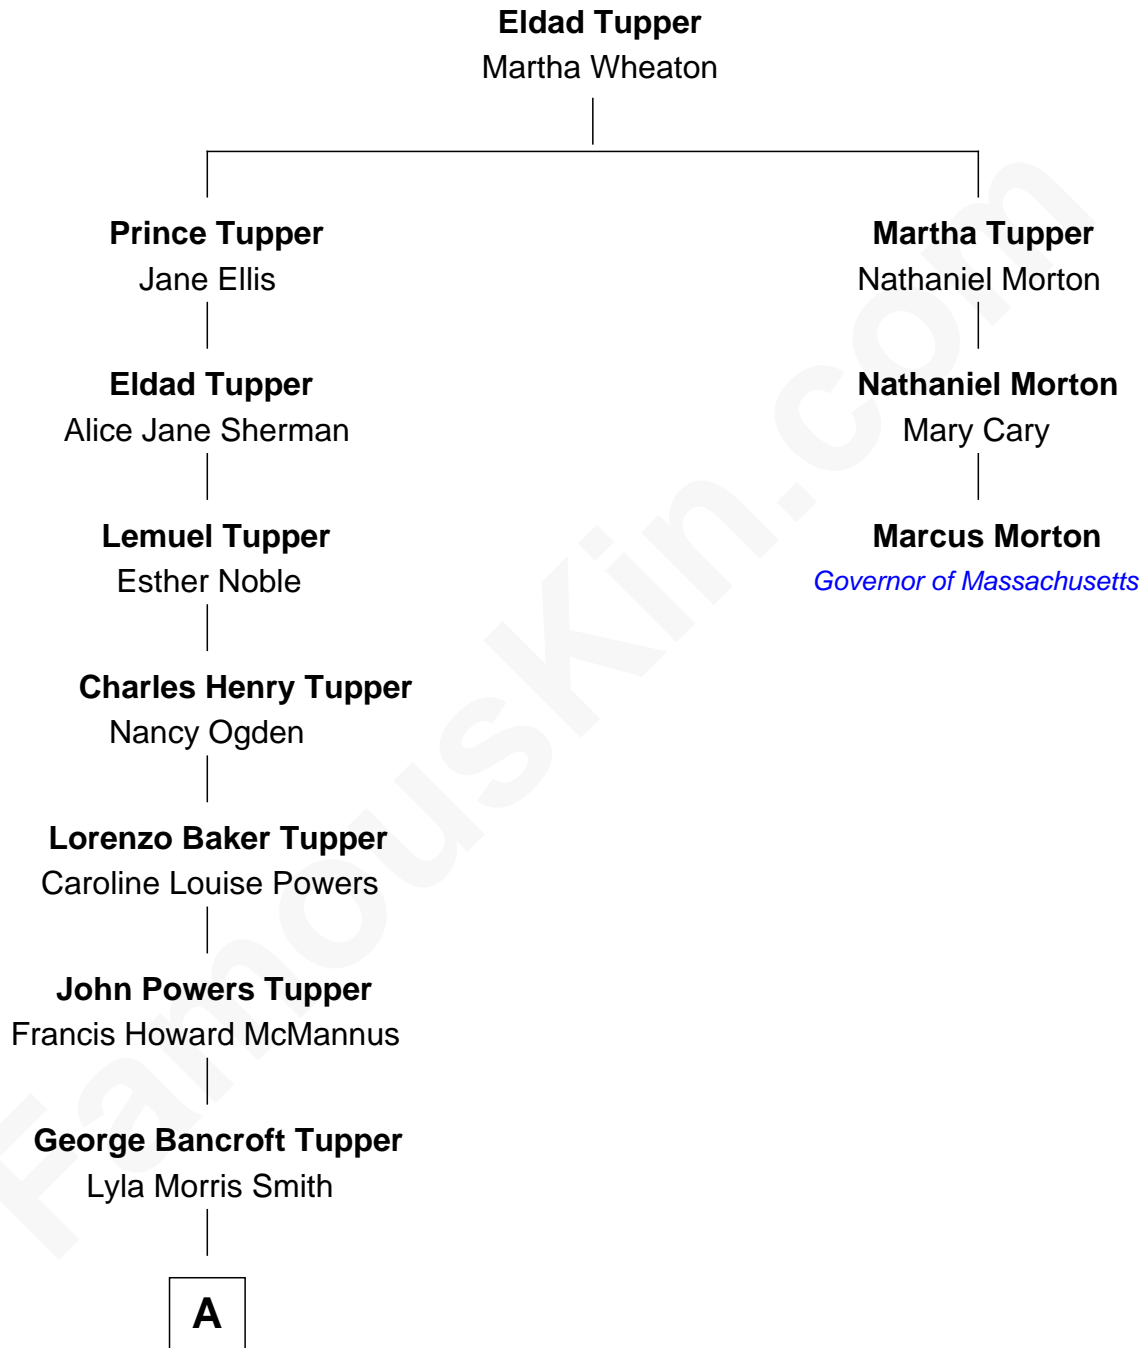 Eldad Tupper
Martha Wheaton
Prince Tupper
Jane Ellis
Martha Tupper
Nathaniel Morton
Eldad Tupper
Alice Jane Sherman
Nathaniel Morton
Mary Cary
Lemuel Tupper
Esther Noble
Marcus Morton
Governor of Massachusetts
Charles Henry Tupper
Nancy Ogden
Lorenzo Baker Tupper
Caroline Louise Powers
John Powers Tupper
Francis Howard McMannus
George Bancroft Tupper
Lyla Morris Smith
A
FamousKin.com